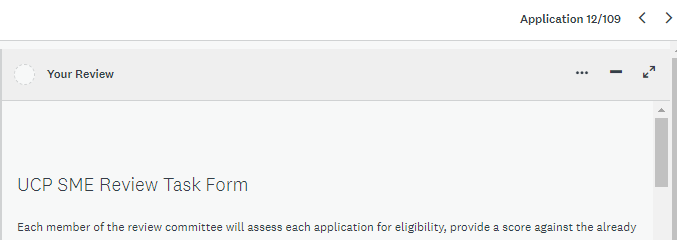 Application 12/109
Your Review
UCP SME Review Task Form
Each member of the review committee will assess each application for eligibility, provide a score against the already